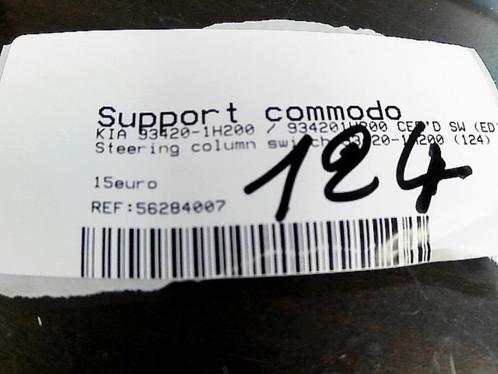 Support commodo
KIA 93420-1H200 / 934201H200 CEE'D SW (ED)
Steering column switch 93420-1H200 (124)
124
15euro
REF:56284007